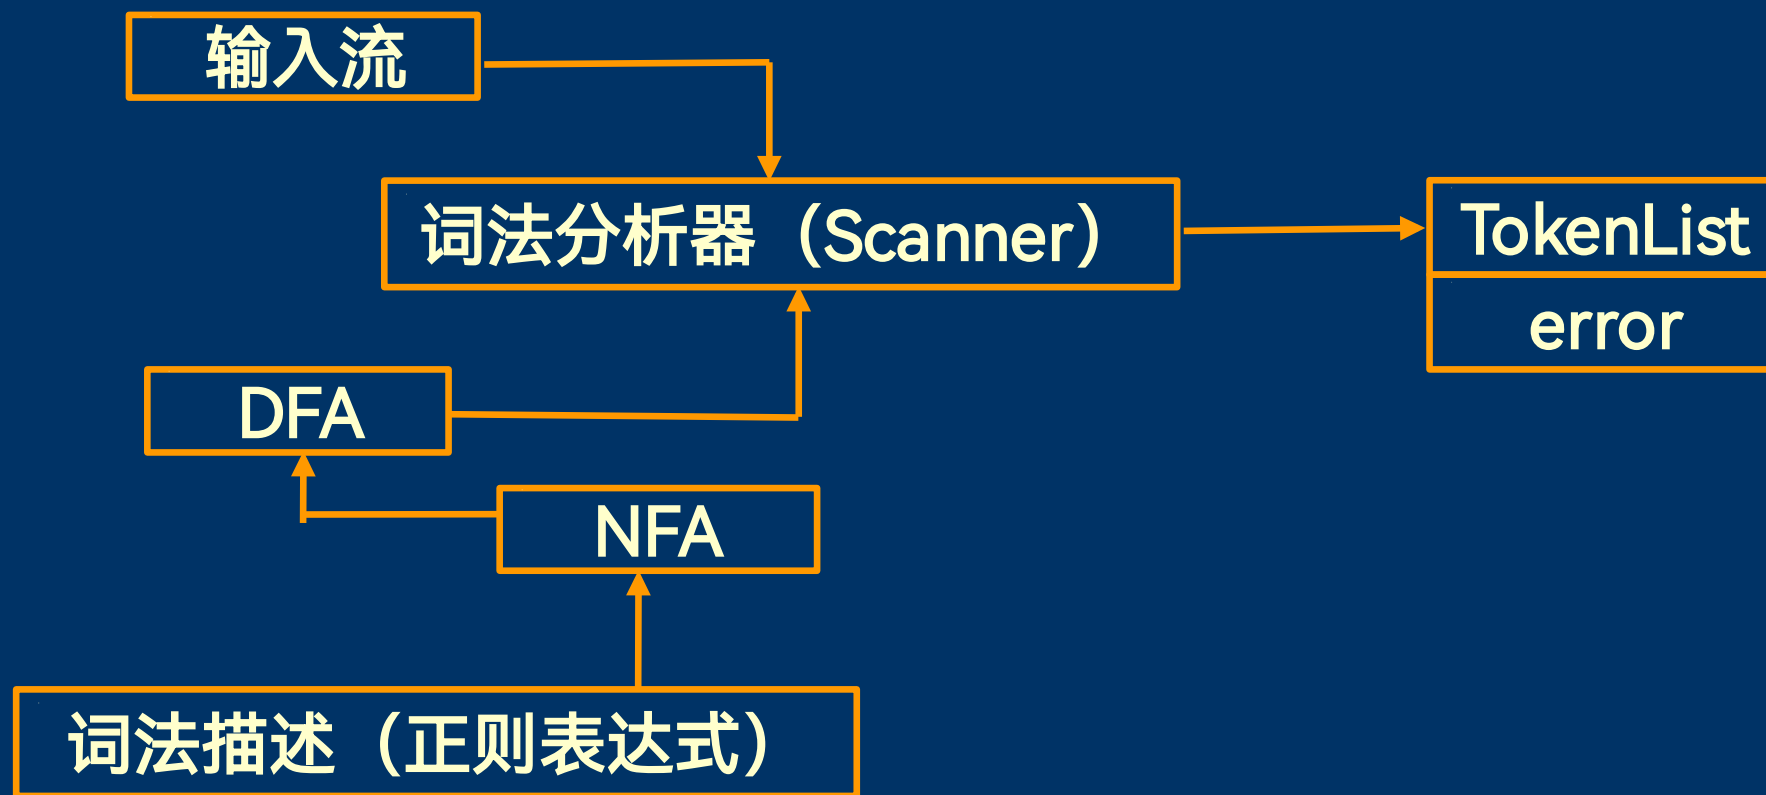 输入流
词法分析器（Scanner）
TokenList
error
DFA
NFA
词法描述（正则表达式）